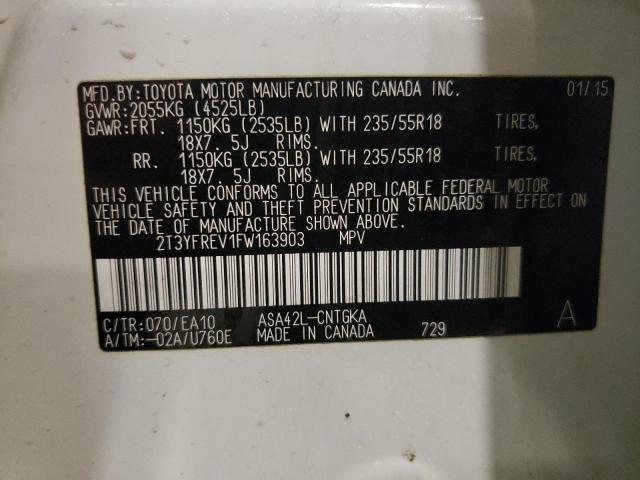 MFD.BY:TOYOTA MOTOR MANUFACTURING CANADA INC. 01/15
GVWR:2055KG (4525LB)
GAWR:FRT. 1150KG (2535LB) WITH 235/55R18 TIRES,
18X7. 5J RIMS.
RR. 1150KG (2535LB) WITH 235/55R18 TIRES,
18X7. 5J RIMS.
THIS VEHICLE CONFORMS TO ALL APPLICABLE FEDERAL MOTOR
VEHICLE SAFETY AND THEFT PREVENTION STANDARDS IN EFFECT ON
THE DATE OF MANUFACTURE SHOWN ABOVE.
2T3YFREV1FW163903 MPV
C/TR:070/EA10 ASA42L-CNTGKA A
A/TM:-02A/U760E MADE IN CANADA 729